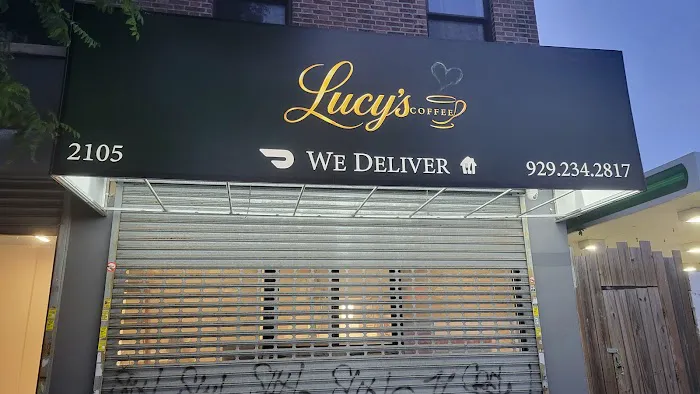 Lucy's COFFEE
2105 WE DELIVER 929.234.2817